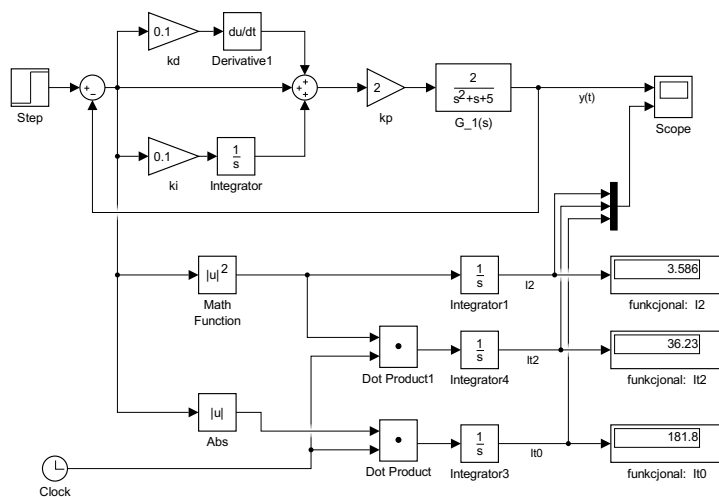 0.1
du/dt
kd
Derivative1
Step
+
−
+
+
+
2
kp
2
s²+s+5
G_1(s)
y(t)
Scope
0.1
ki
1
s
Integrator
|u|²
Math
Function
1
s
Integrator1
I2
3.586
funkcjonal: I2
Dot Product1
1
s
Integrator4
It2
36.23
funkcjonal: It2
|u|
Abs
Dot Product
1
s
Integrator3
It0
181.8
funkcjonal: It0
Clock